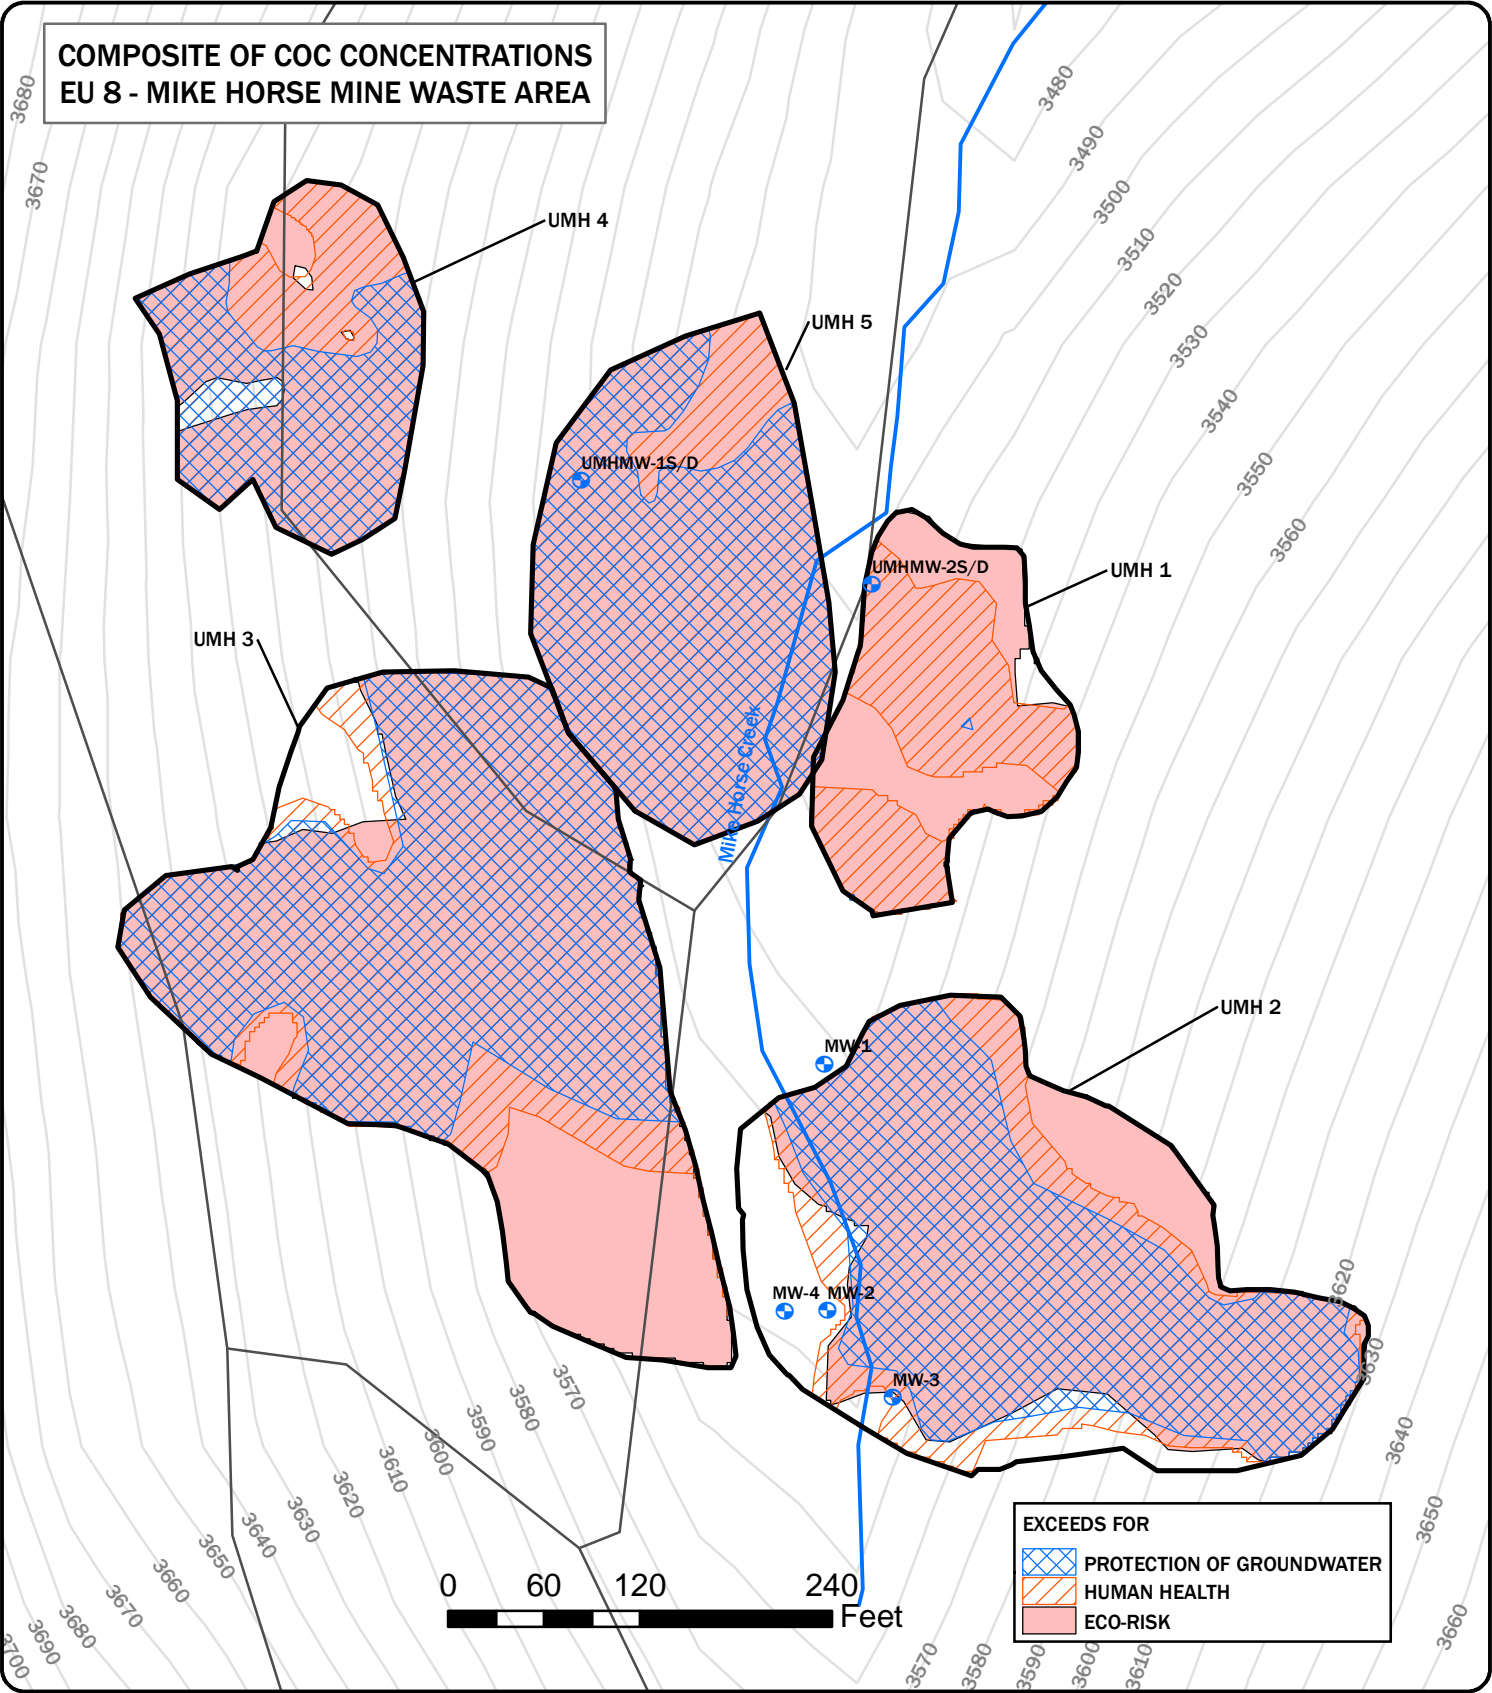 COMPOSITE OF COC CONCENTRATIONS
EU 8 - MIKE HORSE MINE WASTE AREA
3680
3670
3480
3490
3500
3510
3520
3530
3540
3550
3560
UMH 4
UMH 5
UMHMW-1S/D
UMHMW-2S/D
UMH 1
UMH 3
Mike Horse Creek
UMH 2
MW-1
MW-4
MW-2
MW-3
3620
3630
3640
3650
3660
3570
3580
3590
3600
3610
3620
3630
3640
3650
3660
3670
3680
3690
3700
0 60 120 240
Feet
3570
3580
3590
3600
3610
EXCEEDS FOR
PROTECTION OF GROUNDWATER
HUMAN HEALTH
ECO-RISK